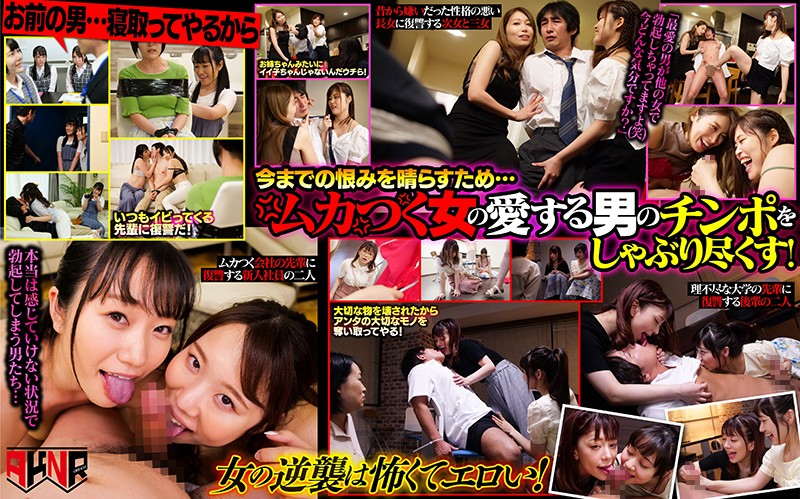 お前の男…寝取ってやるから
いつもイビってくる
先輩に復讐だ!
昔から嫌いだった性格の悪い
長女に復讐する次女と三女
お姉ちゃんみたいに
イイ子ちゃんじゃないんだウチら!
「最愛の男が他の女で
勃起しちゃってますよ(笑)
今どんな気分ですか?」
今までの恨みを晴らすため…
ムカつく女の愛する男のチンポを
しゃぶり尽くす!
ムカつく会社の先輩に
復讐する新入社員の二人
本当は感じていけない状況で
勃起してしまう男たち…
大切な物を壊されたから
アンタの大切なモノを
奪い取ってやる!
理不尽な大学の先輩に
復讐する後輩の二人
AKNR
女の逆襲は怖くてエロい!